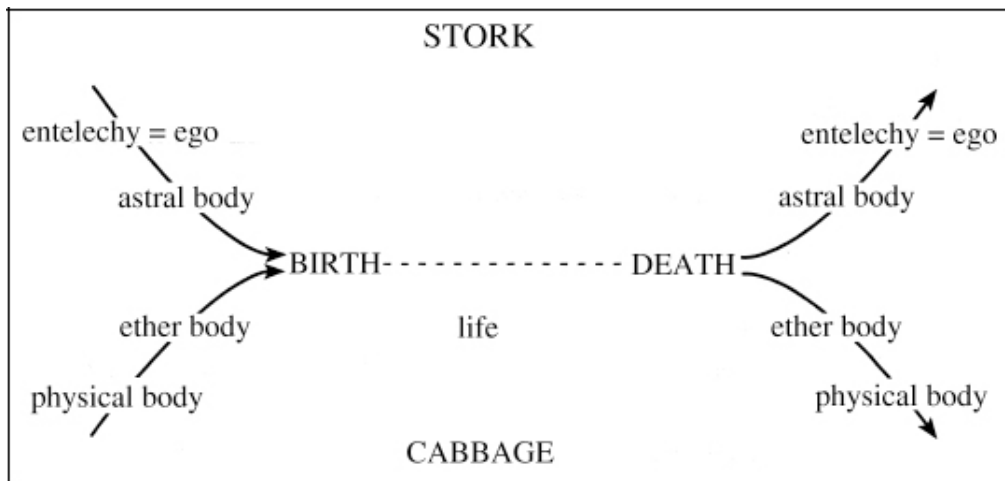 STORK
entelechy = ego
entelechy = ego
astral body
astral body
BIRTH - - - - - - - - - - - - - - DEATH
ether body
life
ether body
physical body
physical body
CABBAGE